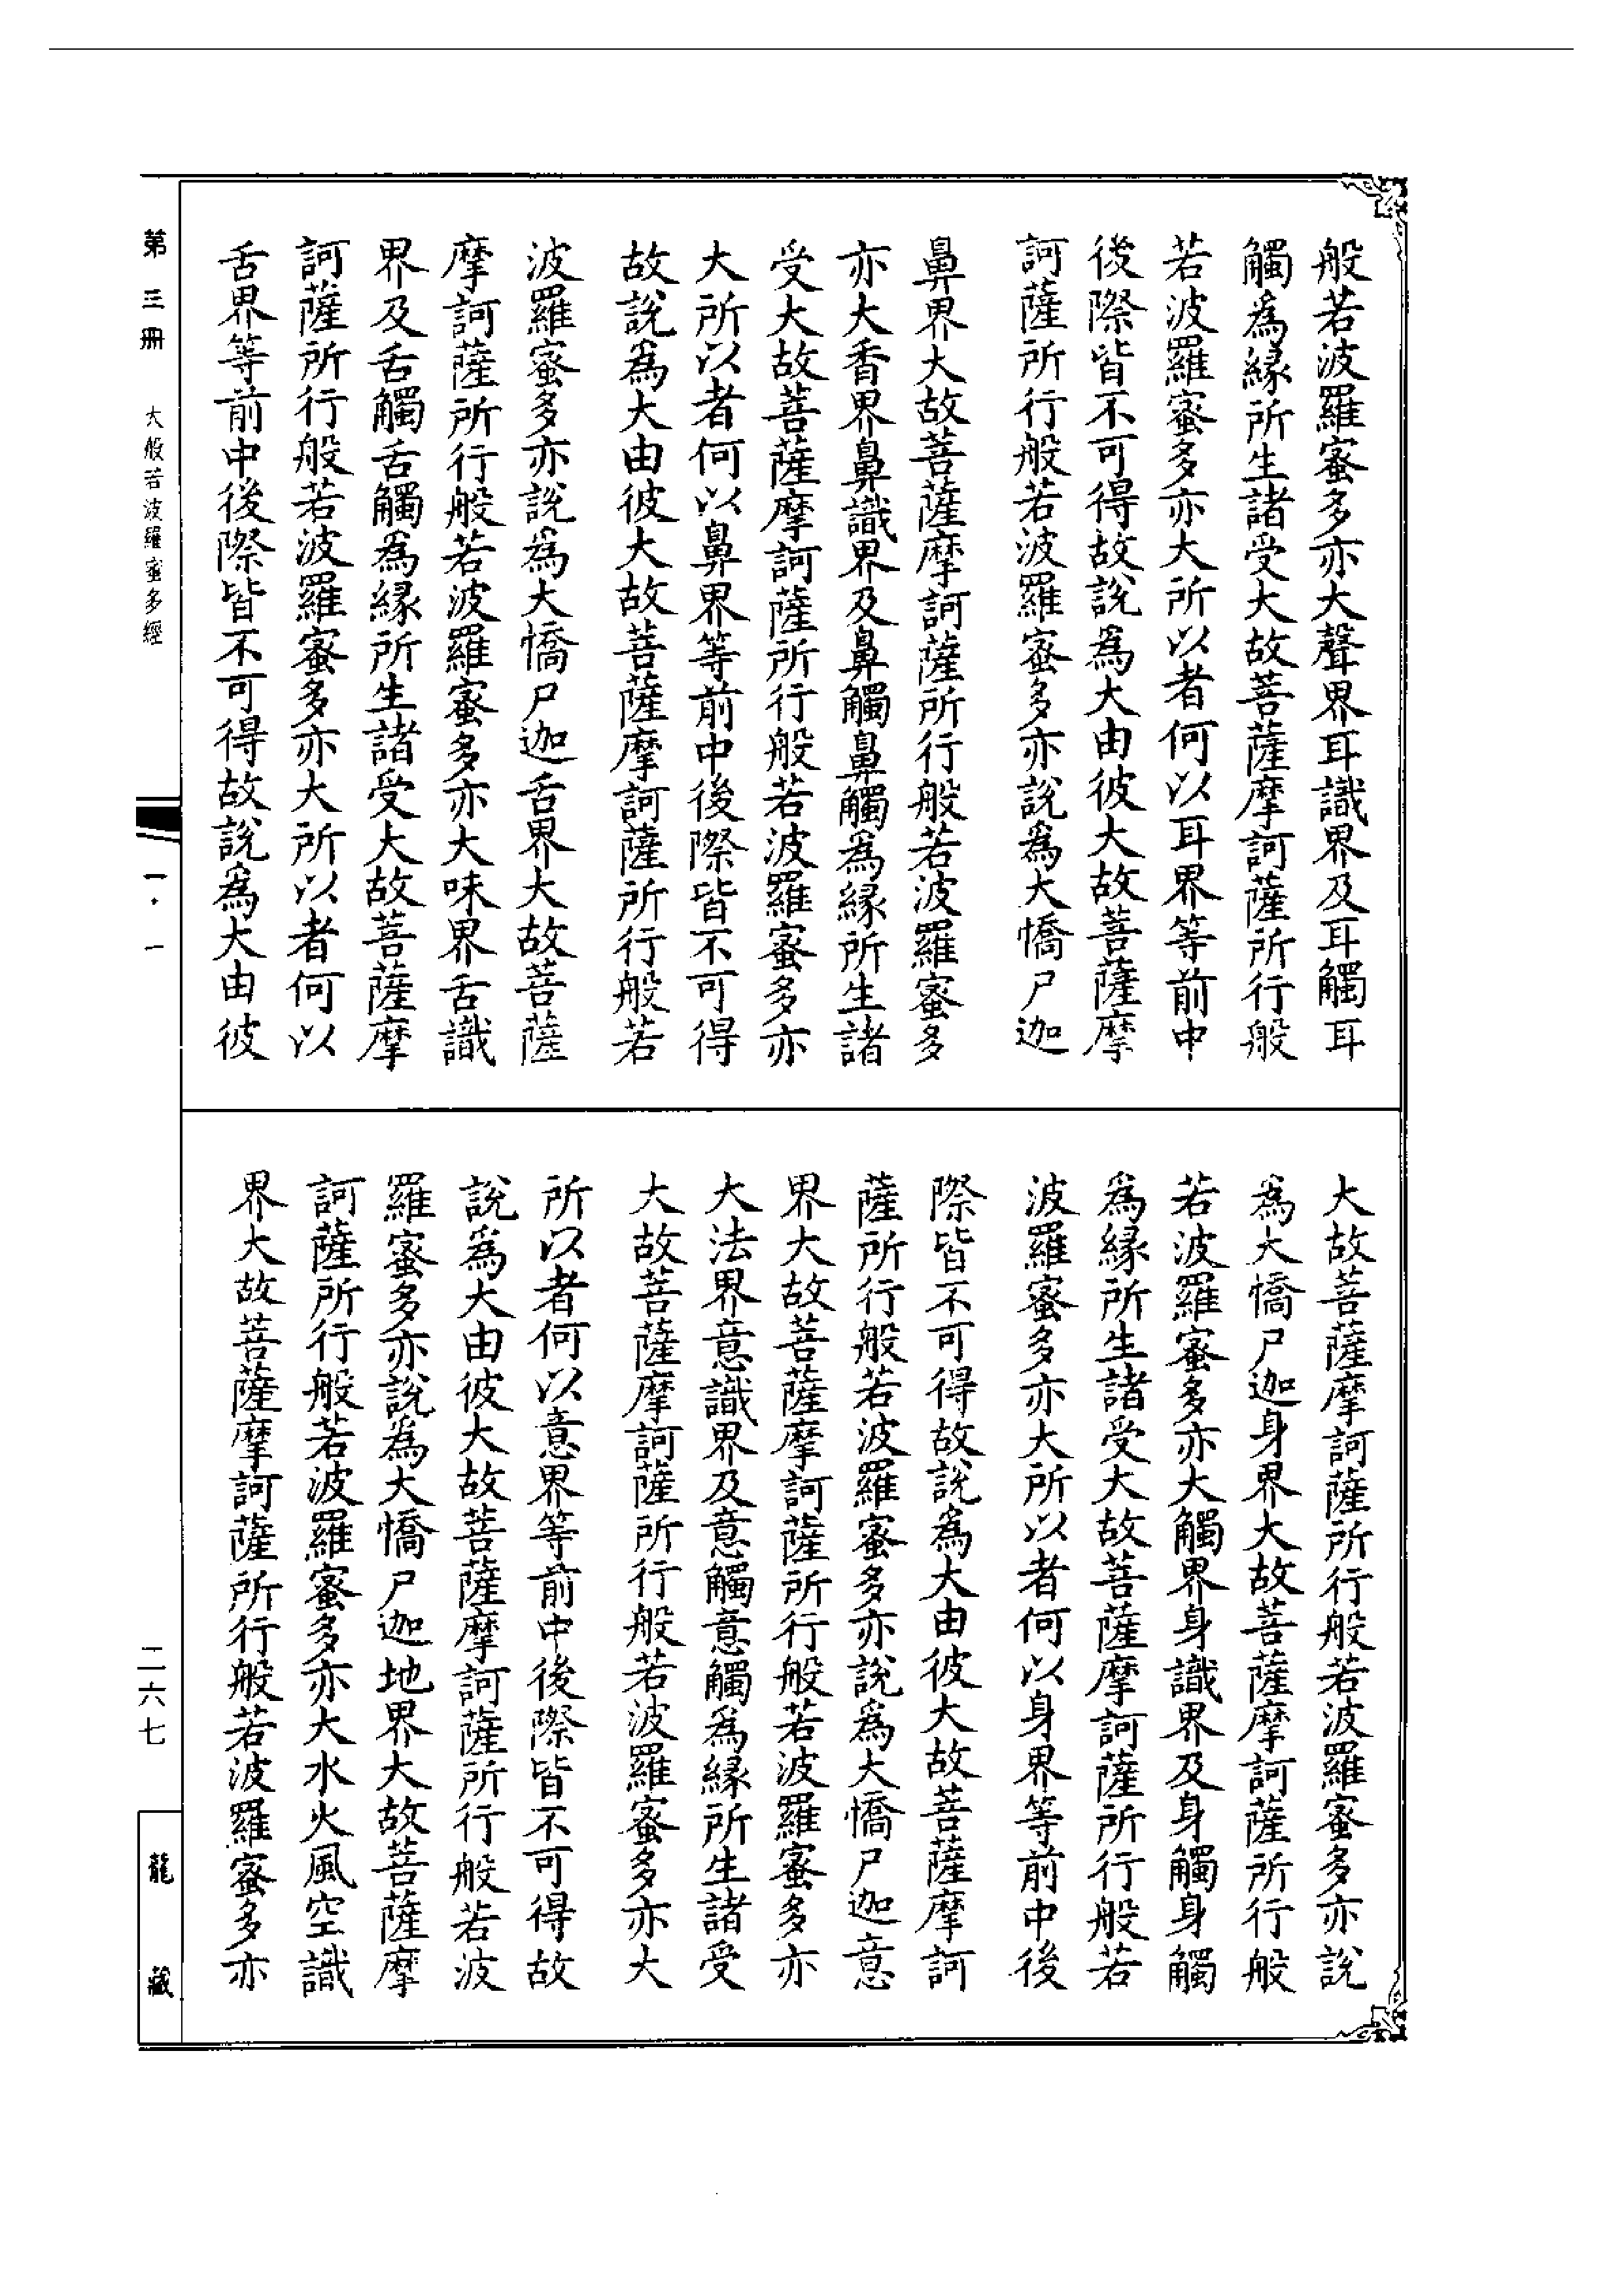 般若波羅蜜多亦大聲界耳識界及耳觸耳
觸爲緣所生諸受大故菩薩摩訶薩所行般
若波羅蜜多亦大所以者何以耳界等前中
後際皆不可得故說爲大由彼大故菩薩摩
訶薩所行般若波羅蜜多亦說爲大憍尸迦
鼻界大故菩薩摩訶薩所行般若波羅蜜多
亦大香界鼻識界及鼻觸鼻觸爲緣所生諸
受大故菩薩摩訶薩所行般若波羅蜜多亦
大所以者何以鼻界等前中後際皆不可得
故說爲大由彼大故菩薩摩訶薩所行般若
波羅蜜多亦說爲大憍尸迦舌界大故菩薩
摩訶薩所行般若波羅蜜多亦大味界舌識
界及舌觸舌觸爲緣所生諸受大故菩薩摩
訶薩所行般若波羅蜜多亦大所以者何以
舌界等前中後際皆不可得故說爲大由彼
大故菩薩摩訶薩所行般若波羅蜜多亦說
爲大憍尸迦身界大故菩薩摩訶薩所行般
若波羅蜜多亦大觸界身識界及身觸身觸
爲緣所生諸受大故菩薩摩訶薩所行般若
波羅蜜多亦大所以者何以身界等前中後
際皆不可得故說爲大由彼大故菩薩摩訶
薩所行般若波羅蜜多亦說爲大憍尸迦意
界大故菩薩摩訶薩所行般若波羅蜜多亦
大法界意識界及意觸意觸爲緣所生諸受
大故菩薩摩訶薩所行般若波羅蜜多亦大
所以者何以意界等前中後際皆不可得故
說爲大由彼大故菩薩摩訶薩所行般若波
羅蜜多亦說爲大憍尸迦地界大故菩薩摩
訶薩所行般若波羅蜜多亦大水火風空識
界大故菩薩摩訶薩所行般若波羅蜜多亦
第三冊 大般若波羅蜜多經
一·一
二六七
龍藏